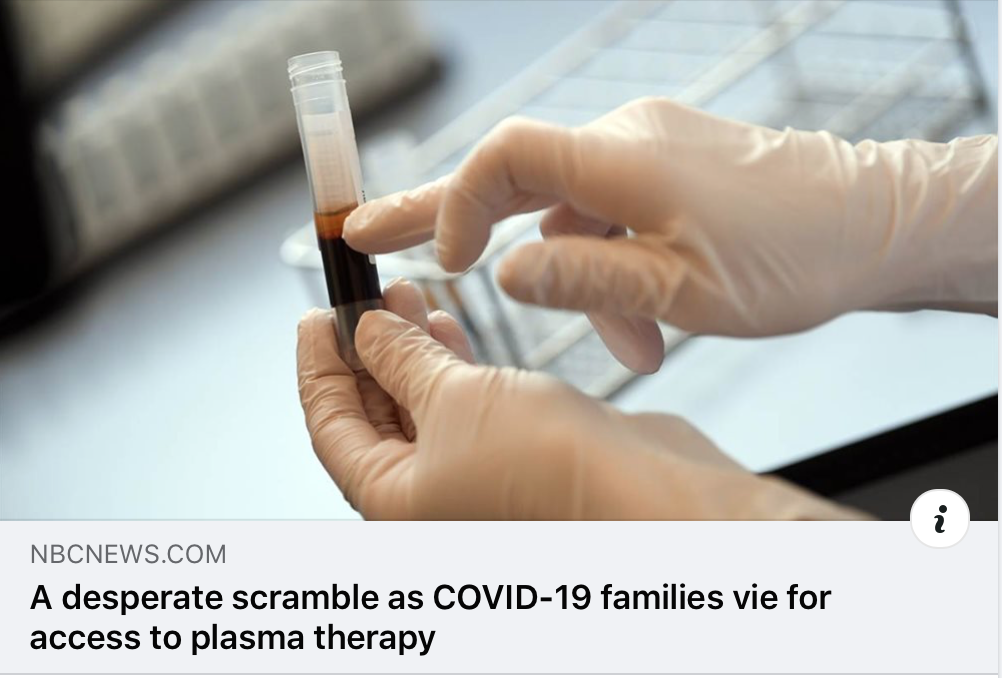 NBCNEWS.COM
A desperate scramble as COVID-19 families vie for
access to plasma therapy